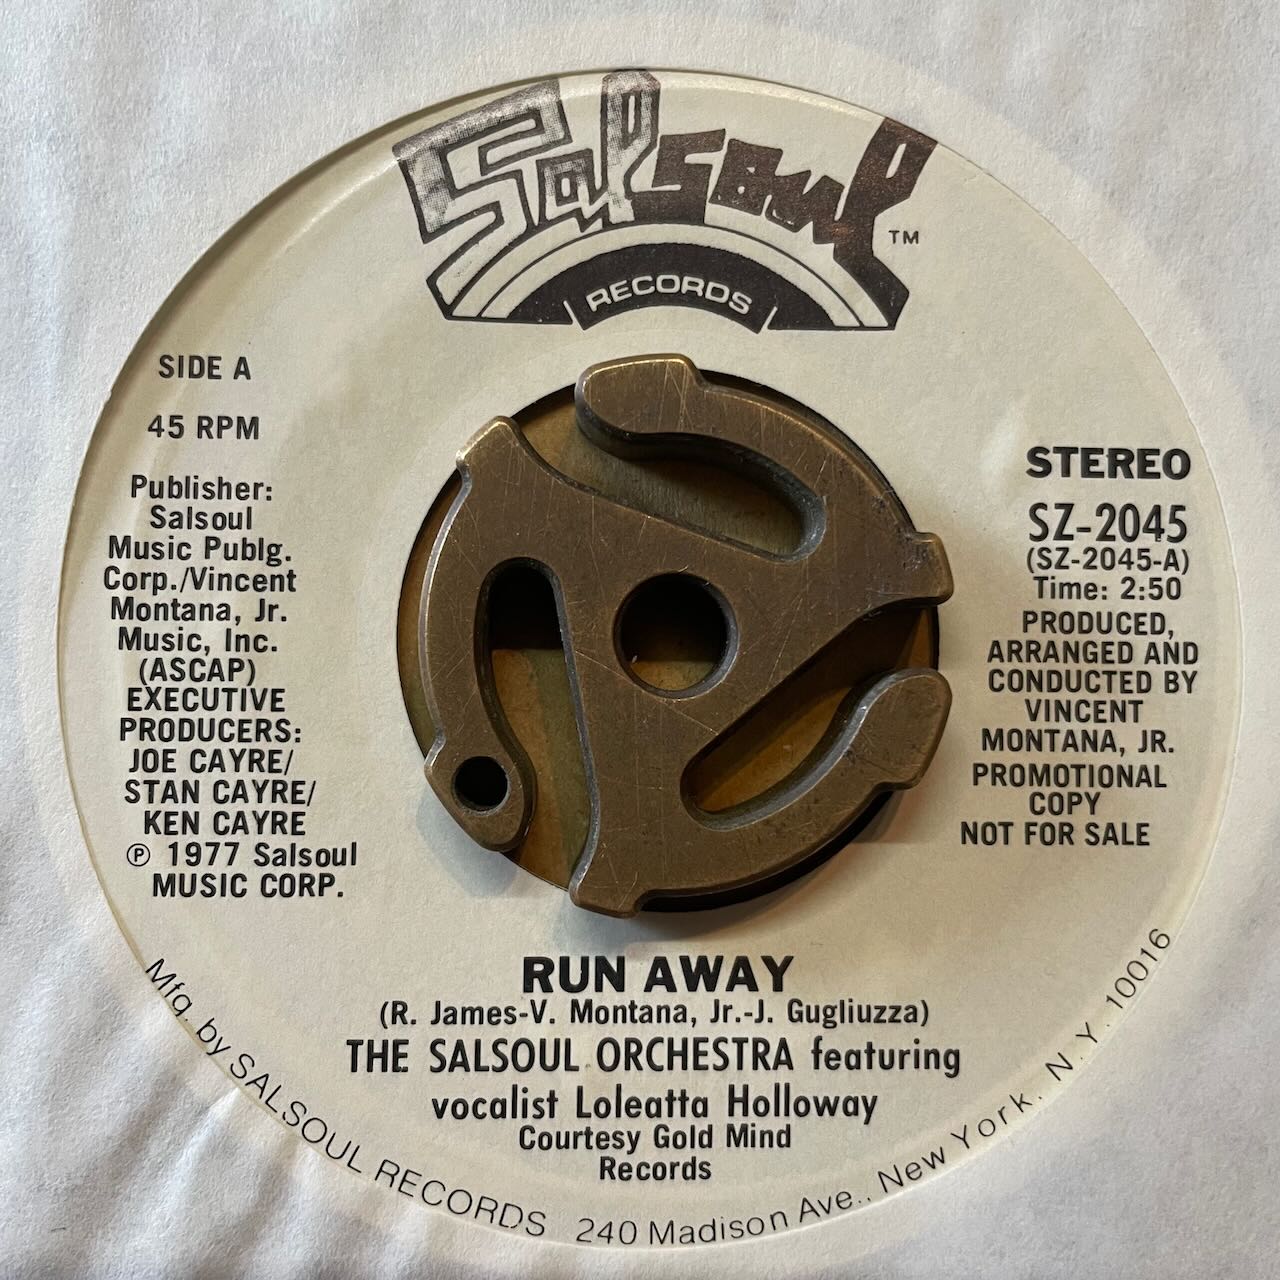 Salsoul TM
RECORDS
SIDE A
45 RPM
Publisher:
Salsoul
Music Publg.
Corp./Vincent
Montana, Jr.
Music, Inc.
(ASCAP)
EXECUTIVE
PRODUCERS:
JOE CAYRE/
STAN CAYRE/
KEN CAYRE
℗ 1977 Salsoul
MUSIC CORP.
STEREO
SZ-2045
(SZ-2045-A)
Time: 2:50
PRODUCED,
ARRANGED AND
CONDUCTED BY
VINCENT
MONTANA, JR.
PROMOTIONAL
COPY
NOT FOR SALE
RUN AWAY
(R. James-V. Montana, Jr.-J. Gugliuzza)
THE SALSOUL ORCHESTRA featuring
vocalist Loleatta Holloway
Courtesy Gold Mind
Records
Mfg. by SALSOUL RECORDS 240 Madison Ave., New York, N.Y. 10016